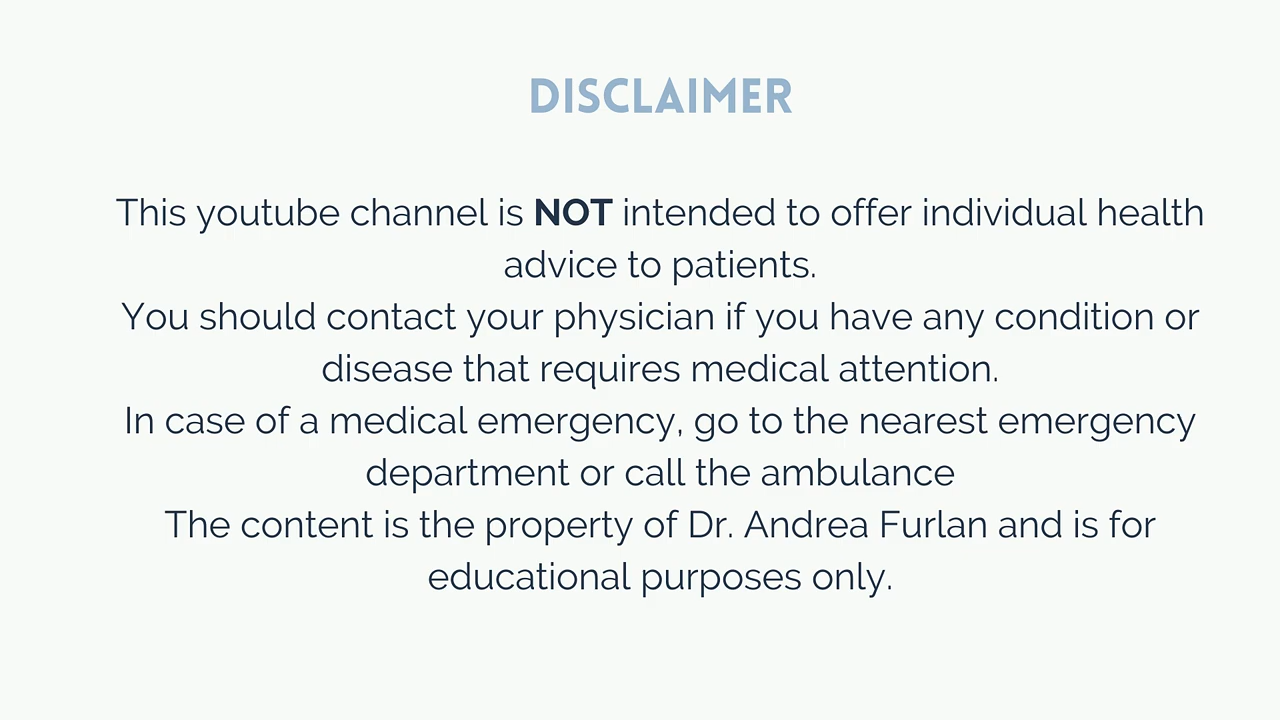 DISCLAIMER
This youtube channel is NOT intended to offer individual health
advice to patients.
You should contact your physician if you have any condition or
disease that requires medical attention.
In case of a medical emergency, go to the nearest emergency
department or call the ambulance
The content is the property of Dr. Andrea Furlan and is for
educational purposes only.